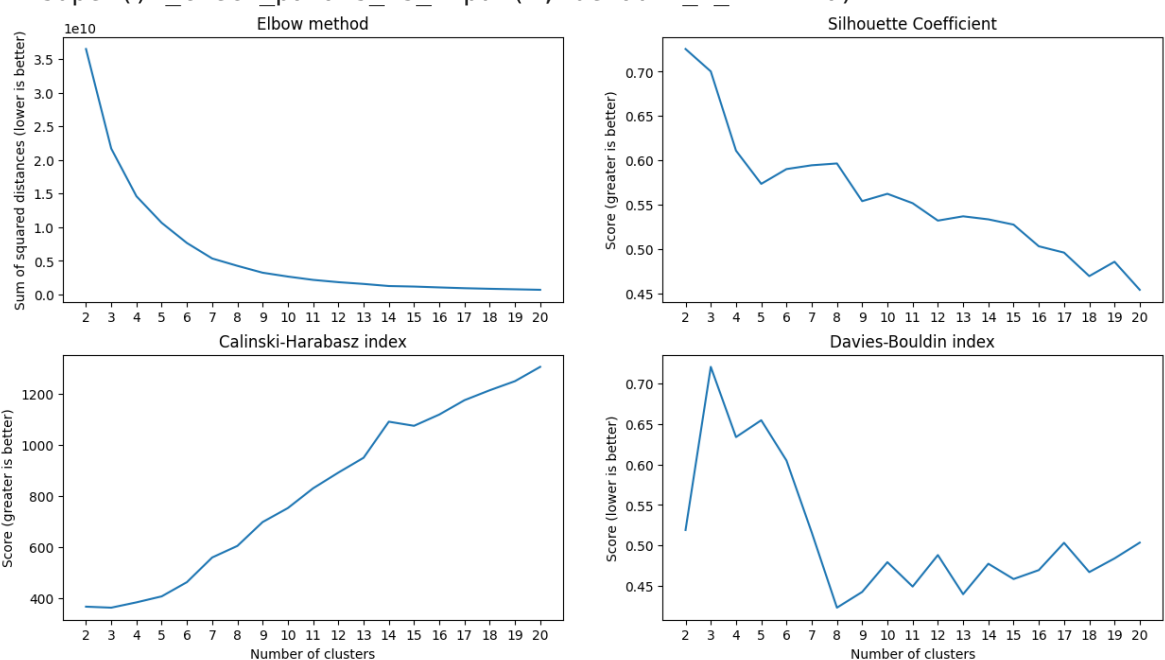 Elbow method
1e10
Sum of squared distances (lower is better)
3.5
3.0
2.5
2.0
1.5
1.0
0.5
0.0
2 3 4 5 6 7 8 9 10 11 12 13 14 15 16 17 18 19 20
Silhouette Coefficient
Score (greater is better)
0.70
0.65
0.60
0.55
0.50
0.45
2 3 4 5 6 7 8 9 10 11 12 13 14 15 16 17 18 19 20
Calinski-Harabasz index
Score (greater is better)
1200
1000
800
600
400
2 3 4 5 6 7 8 9 10 11 12 13 14 15 16 17 18 19 20
Number of clusters
Davies-Bouldin index
Score (lower is better)
0.70
0.65
0.60
0.55
0.50
0.45
2 3 4 5 6 7 8 9 10 11 12 13 14 15 16 17 18 19 20
Number of clusters